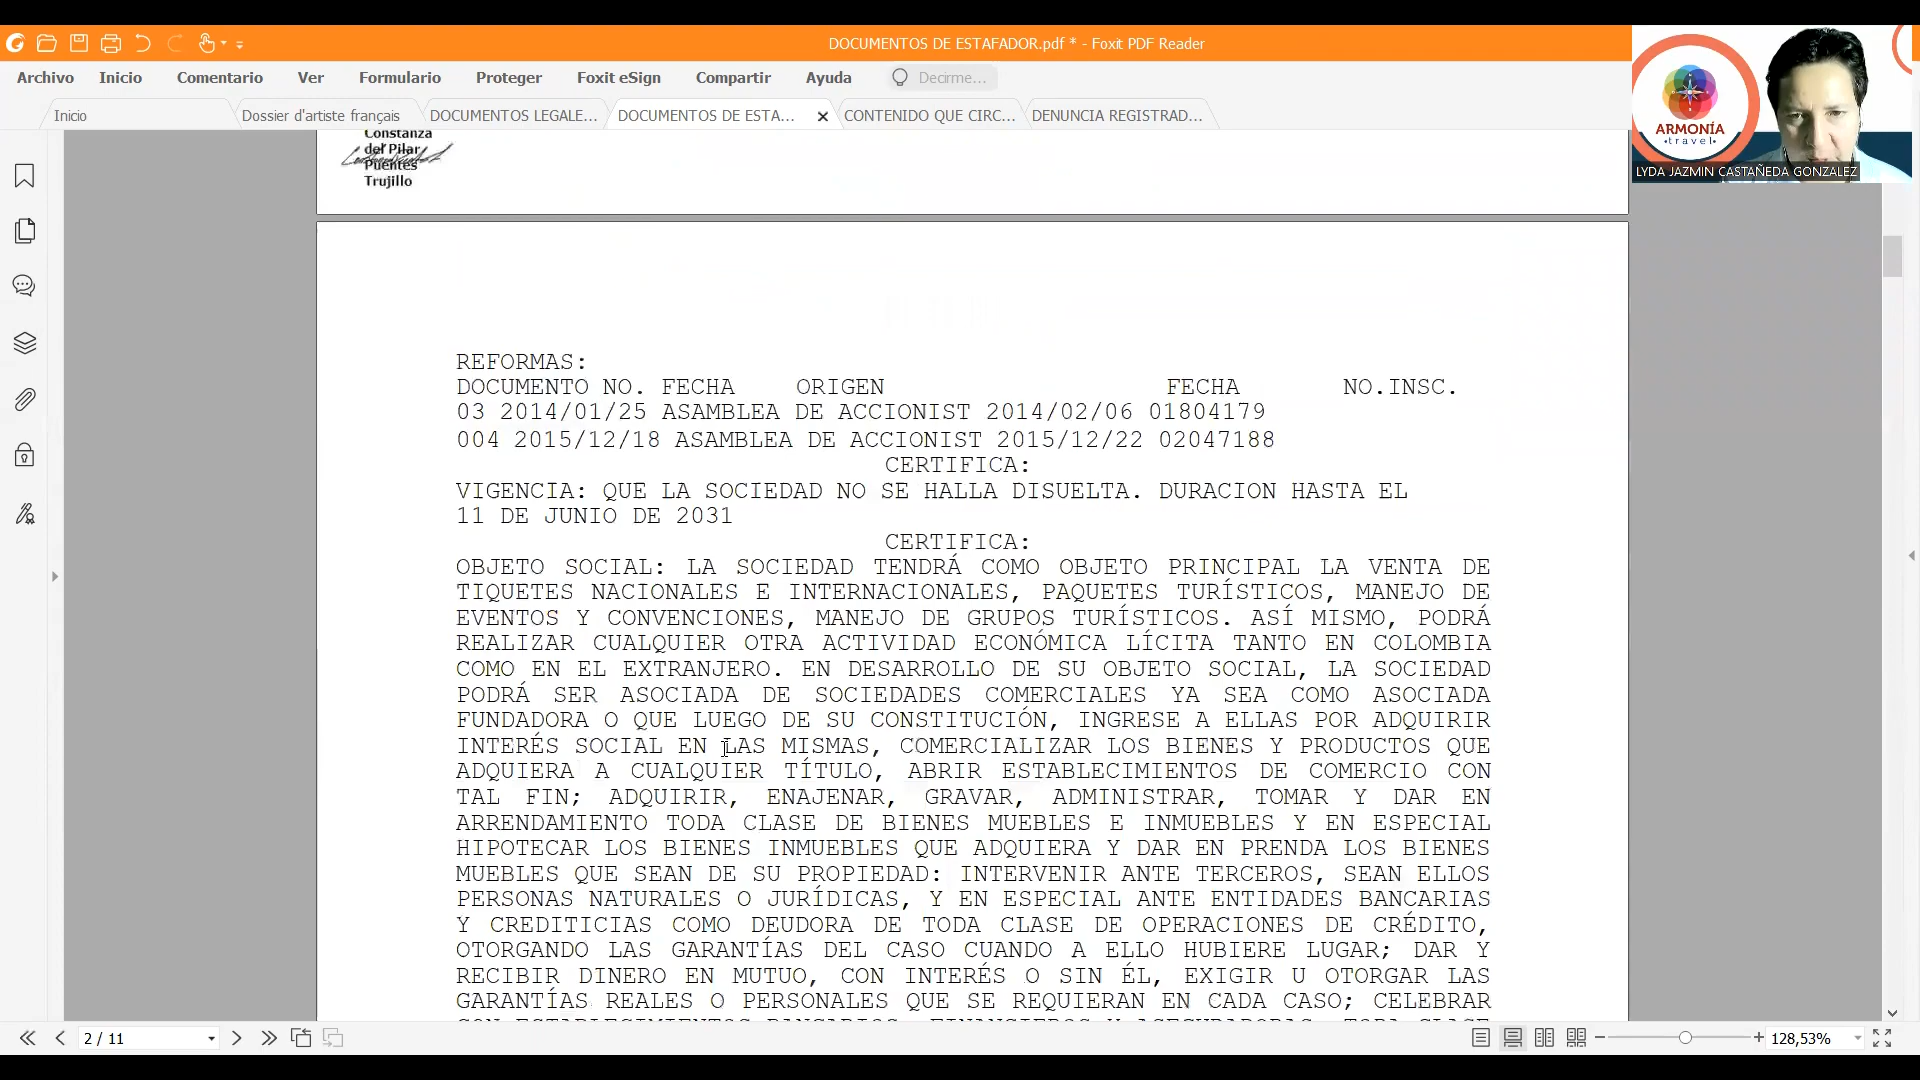 DOCUMENTOS DE ESTAFADOR.pdf * - Foxit PDF Reader
Archivo Inicio Comentario Ver Formulario Proteger Foxit eSign Compartir Ayuda Decirme...
Inicio Dossier d'artiste français DOCUMENTOS LEGALE... DOCUMENTOS DE ESTA... CONTENIDO QUE CIRC... DENUNCIA REGISTRAD...
ARMONÍA
•travel•
LYDA JAZMIN CASTAÑEDA GONZALEZ
Constanza
del Pilar
Puentes
Trujillo
REFORMAS:
DOCUMENTO NO. FECHA ORIGEN FECHA NO.INSC.
03 2014/01/25 ASAMBLEA DE ACCIONIST 2014/02/06 01804179
004 2015/12/18 ASAMBLEA DE ACCIONIST 2015/12/22 02047188
CERTIFICA:
VIGENCIA: QUE LA SOCIEDAD NO SE HALLA DISUELTA. DURACION HASTA EL
11 DE JUNIO DE 2031
CERTIFICA:
OBJETO SOCIAL: LA SOCIEDAD TENDRÁ COMO OBJETO PRINCIPAL LA VENTA DE
TIQUETES NACIONALES E INTERNACIONALES, PAQUETES TURÍSTICOS, MANEJO DE
EVENTOS Y CONVENCIONES, MANEJO DE GRUPOS TURÍSTICOS. ASÍ MISMO, PODRÁ
REALIZAR CUALQUIER OTRA ACTIVIDAD ECONÓMICA LÍCITA TANTO EN COLOMBIA
COMO EN EL EXTRANJERO. EN DESARROLLO DE SU OBJETO SOCIAL, LA SOCIEDAD
PODRÁ SER ASOCIADA DE SOCIEDADES COMERCIALES YA SEA COMO ASOCIADA
FUNDADORA O QUE LUEGO DE SU CONSTITUCIÓN, INGRESE A ELLAS POR ADQUIRIR
INTERÉS SOCIAL EN LAS MISMAS, COMERCIALIZAR LOS BIENES Y PRODUCTOS QUE
ADQUIERA A CUALQUIER TÍTULO, ABRIR ESTABLECIMIENTOS DE COMERCIO CON
TAL FIN; ADQUIRIR, ENAJENAR, GRAVAR, ADMINISTRAR, TOMAR Y DAR EN
ARRENDAMIENTO TODA CLASE DE BIENES MUEBLES E INMUEBLES Y EN ESPECIAL
HIPOTECAR LOS BIENES INMUEBLES QUE ADQUIERA Y DAR EN PRENDA LOS BIENES
MUEBLES QUE SEAN DE SU PROPIEDAD: INTERVENIR ANTE TERCEROS, SEAN ELLOS
PERSONAS NATURALES O JURÍDICAS, Y EN ESPECIAL ANTE ENTIDADES BANCARIAS
Y CREDITICIAS COMO DEUDORA DE TODA CLASE DE OPERACIONES DE CRÉDITO,
OTORGANDO LAS GARANTÍAS DEL CASO CUANDO A ELLO HUBIERE LUGAR; DAR Y
RECIBIR DINERO EN MUTUO, CON INTERÉS O SIN ÉL, EXIGIR U OTORGAR LAS
GARANTÍAS REALES O PERSONALES QUE SE REQUIERAN EN CADA CASO; CELEBRAR
2 / 11
128,53%